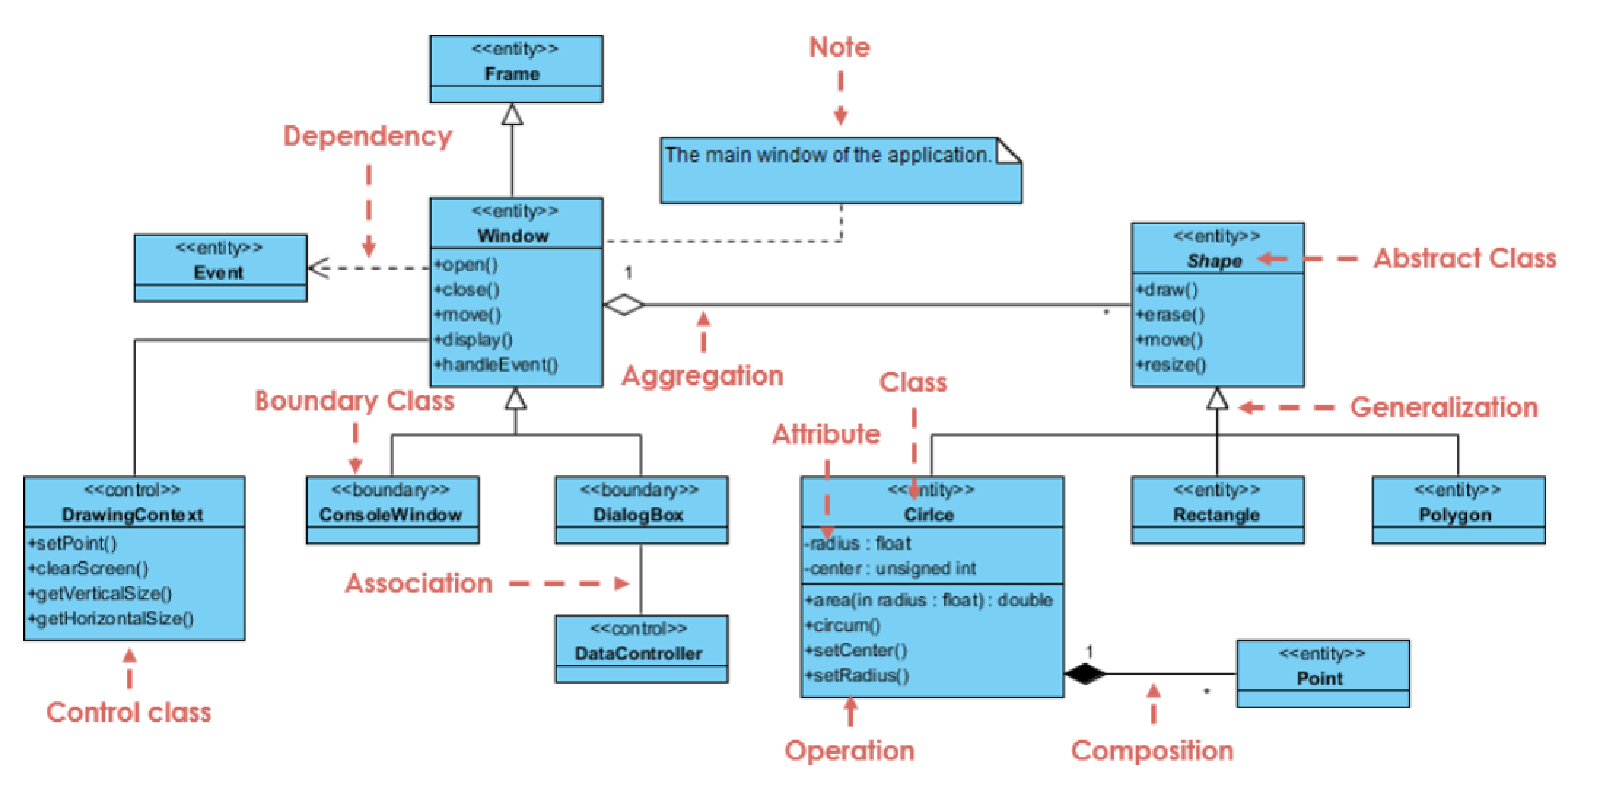 <<entity>>
Frame
Note
Dependency
The main window of the application.
<<entity>>
Window
+open()
+close()
+move()
+display()
+handleEvent()
<<entity>>
Event
1
*
Aggregation
<<entity>>
Shape
+draw()
+erase()
+move()
+resize()
Abstract Class
Boundary Class
Class
Attribute
Generalization
<<control>>
DrawingContext
+setPoint()
+clearScreen()
+getVerticalSize()
+getHorizontalSize()
Control class
<<boundary>>
ConsoleWindow
<<boundary>>
DialogBox
Association
<<control>>
DataController
<<entity>>
Cirlce
-radius : float
-center : unsigned int
+area(in radius : float) : double
+circum()
+setCenter()
+setRadius()
Operation
<<entity>>
Rectangle
<<entity>>
Polygon
1
*
Composition
<<entity>>
Point